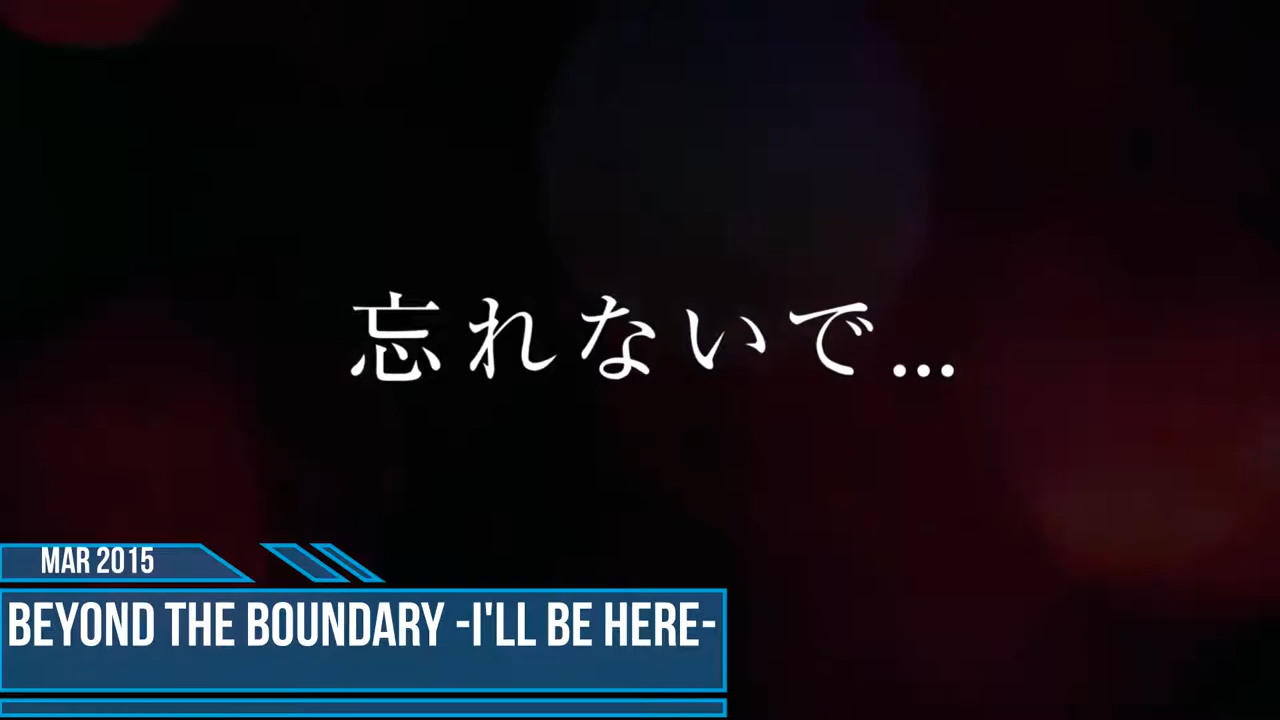 忘れないで...
MAR 2015
BEYOND THE BOUNDARY -I'LL BE HERE-